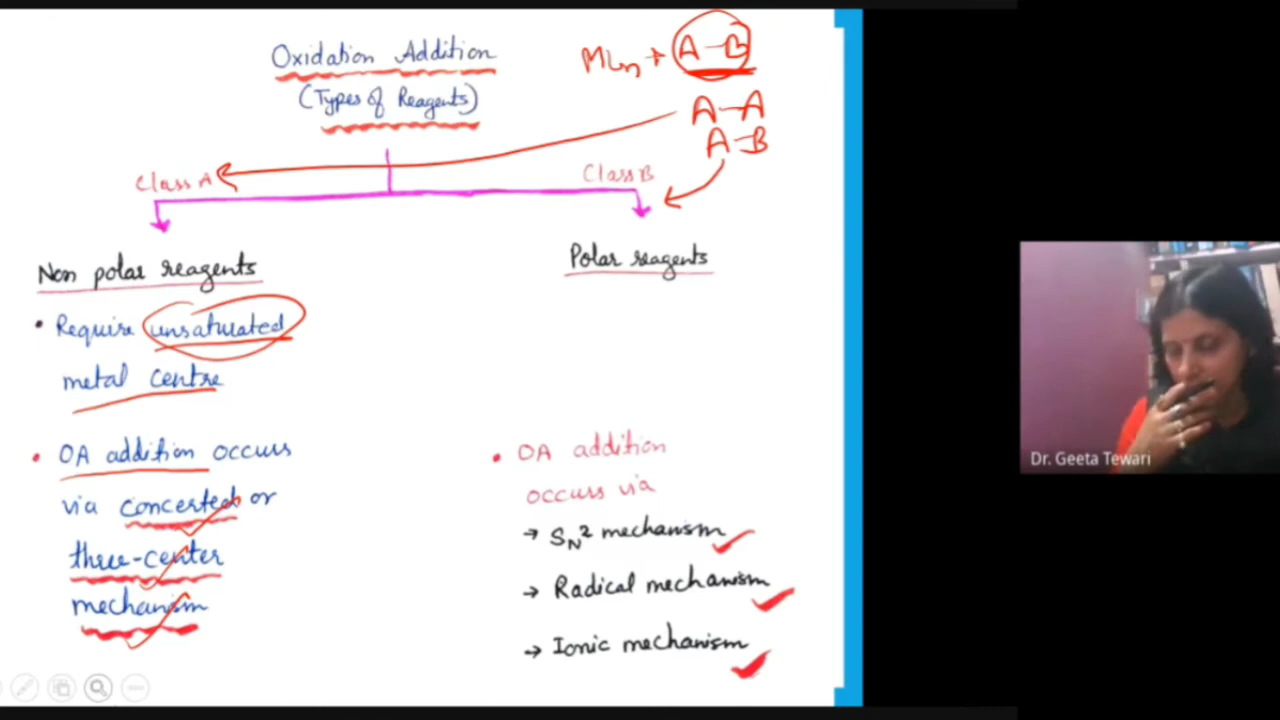 Oxidation Addition
(Types of Reagents)
MLn + A-B
A-A
A-B
Class A
Class B
Non polar reagents
• Require unsaturated
metal centre
• OA addition occurs
via concerted or
three-center
mechanism
Polar reagents
• OA addition
occurs via
→ SN2 mechanism
→ Radical mechanism
→ Ionic mechanism
Dr. Geeta Tewari